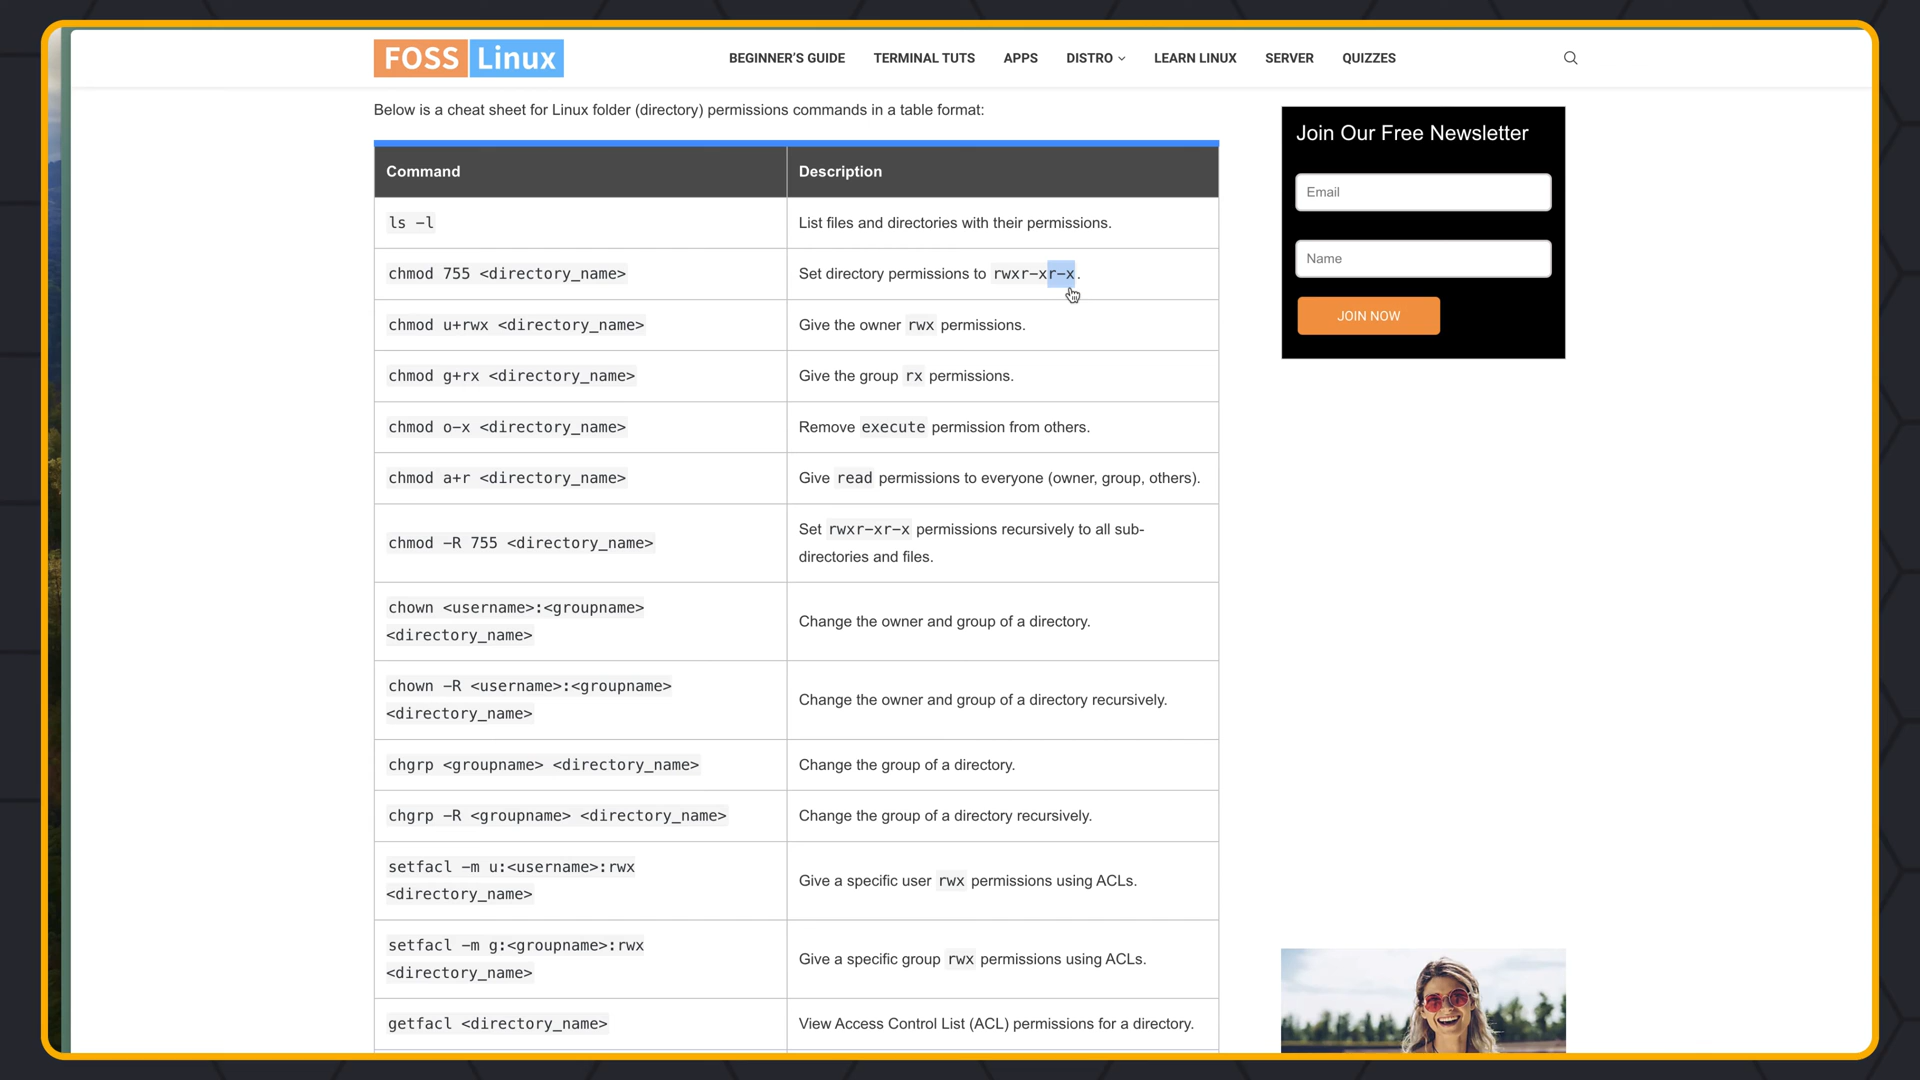 FOSS Linux
BEGINNER'S GUIDE TERMINAL TUTS APPS DISTRO LEARN LINUX SERVER QUIZZES
Below is a cheat sheet for Linux folder (directory) permissions commands in a table format:
Command Description
ls -l List files and directories with their permissions.
chmod 755 <directory_name> Set directory permissions to rwxr-xr-x.
chmod u+rwx <directory_name> Give the owner rwx permissions.
chmod g+rx <directory_name> Give the group rx permissions.
chmod o-x <directory_name> Remove execute permission from others.
chmod a+r <directory_name> Give read permissions to everyone (owner, group, others).
chmod -R 755 <directory_name> Set rwxr-xr-x permissions recursively to all sub-
directories and files.
chown <username>:<groupname>
<directory_name>
Change the owner and group of a directory.
chown -R <username>:<groupname>
<directory_name>
Change the owner and group of a directory recursively.
chgrp <groupname> <directory_name> Change the group of a directory.
chgrp -R <groupname> <directory_name> Change the group of a directory recursively.
setfacl -m u:<username>:rwx
<directory_name>
Give a specific user rwx permissions using ACLs.
setfacl -m g:<groupname>:rwx
<directory_name>
Give a specific group rwx permissions using ACLs.
getfacl <directory_name> View Access Control List (ACL) permissions for a directory.
Join Our Free Newsletter
Email
Name
JOIN NOW